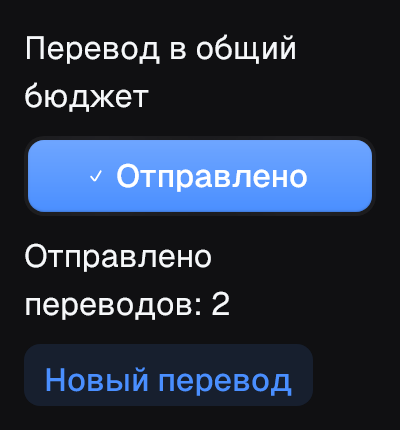 Перевод в общий
бюджет
✓ Отправлено
Отправлено
переводов: 2
Новый перевод